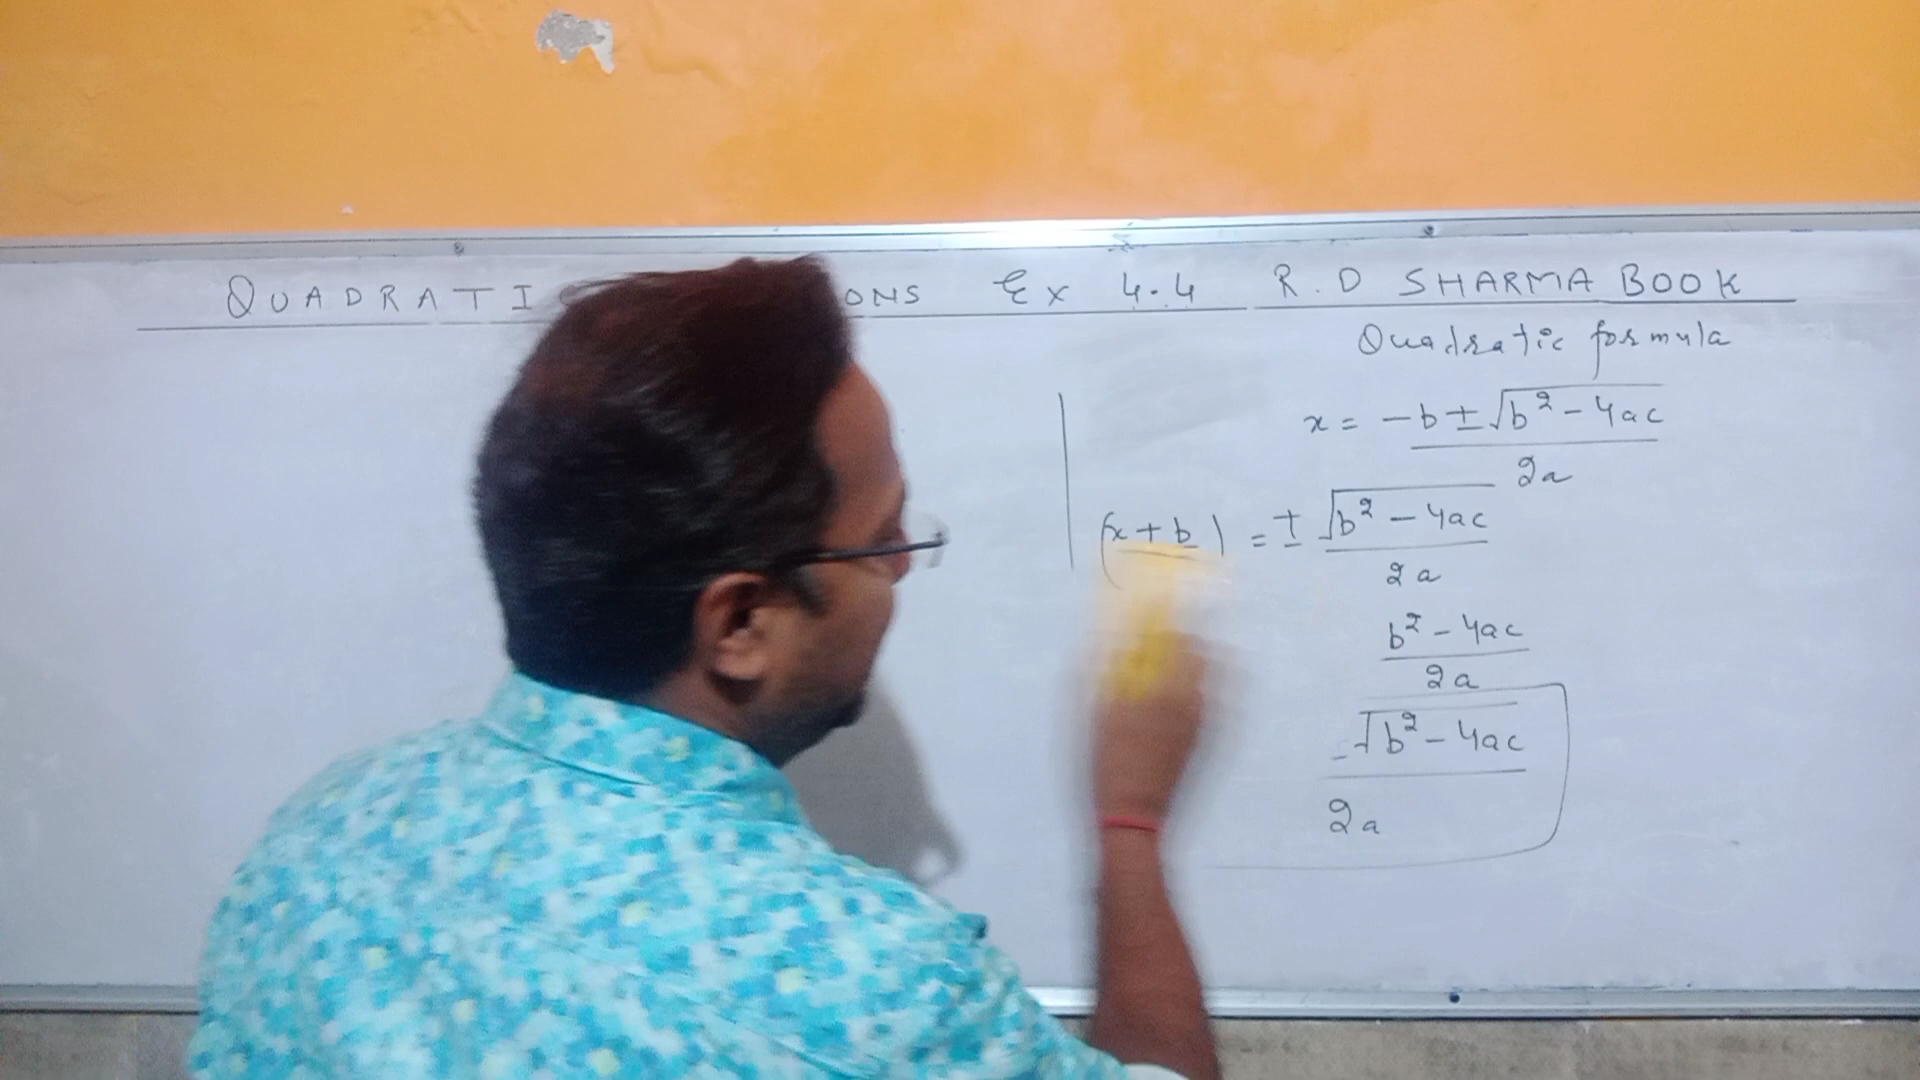 QUADRATI ONS Ex 4.4 R.D SHARMA BOOK
Quadratic formula
x = -b ± √b² - 4ac
2a
(x + b) = ± √b² - 4ac
2a
b² - 4ac
2a
-√b² - 4ac
2a